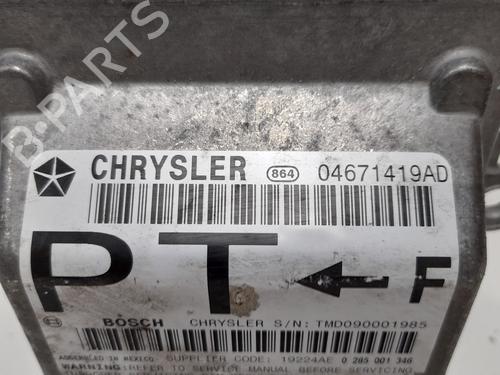 B-PARTS
CHRYSLER 864 04671419AD
PT F
BOSCH CHRYSLER S/N: TMD090001985
ASSEMBLED IN MEXICO SUPPLIER CODE: 19224AE 0 285 001 346
WARNING: REFER TO SERVICE MANUAL BEFORE SERVICING